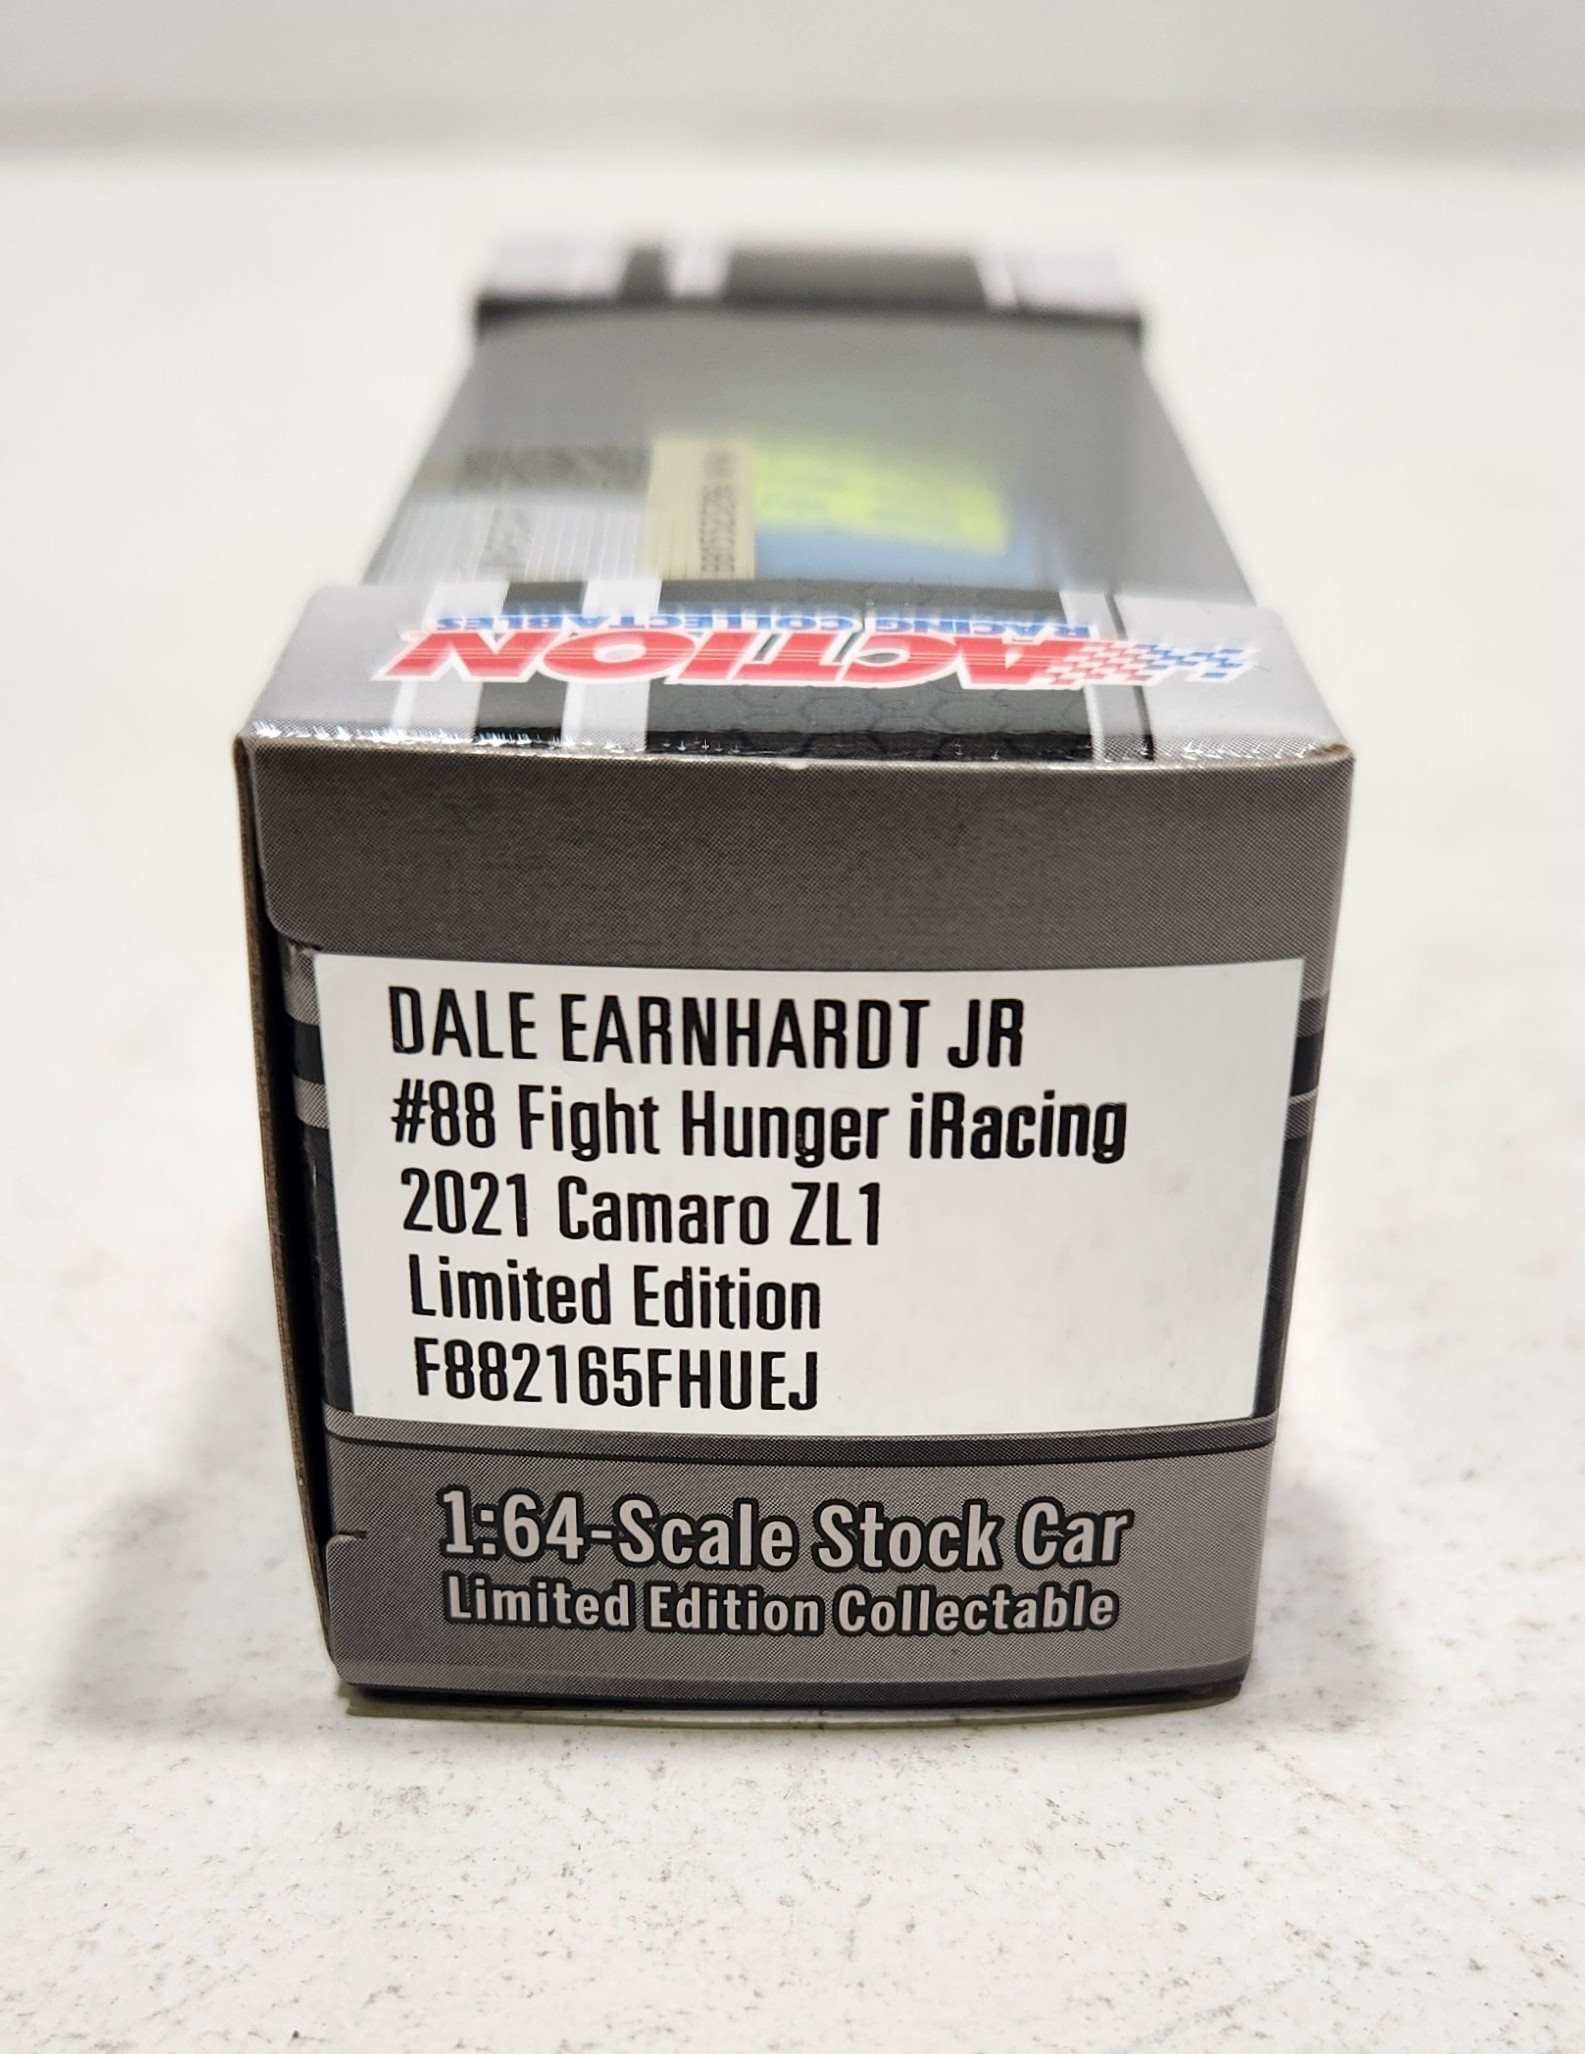 ACTION
RACING COLLECTABLES
DALE EARNHARDT JR
#88 Fight Hunger iRacing
2021 Camaro ZL1
Limited Edition
F882165FHUEJ
1:64-Scale Stock Car
Limited Edition Collectable